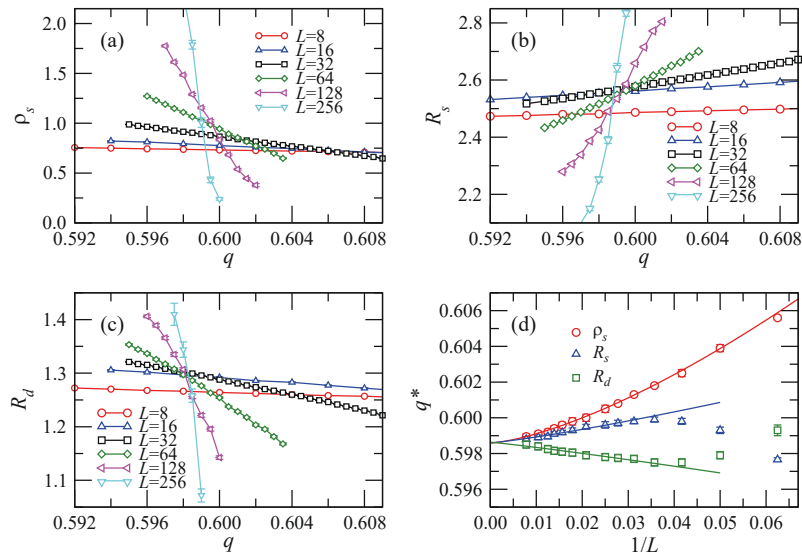 (a)
L=8
L=16
L=32
L=64
L=128
L=256
2.0
1.5
1.0
0.5
0.0
ρs
0.592 0.596 0.600 0.604 0.608
q
(b)
L=8
L=16
L=32
L=64
L=128
L=256
2.8
2.6
2.4
2.2
Rs
0.592 0.596 0.600 0.604 0.608
q
(c)
L=8
L=16
L=32
L=64
L=128
L=256
1.4
1.3
1.2
1.1
Rd
0.592 0.596 0.600 0.604 0.608
q
(d)
ρs
Rs
Rd
0.606
0.604
0.602
0.600
0.598
0.596
q*
0.00 0.01 0.02 0.03 0.04 0.05 0.06
1/L